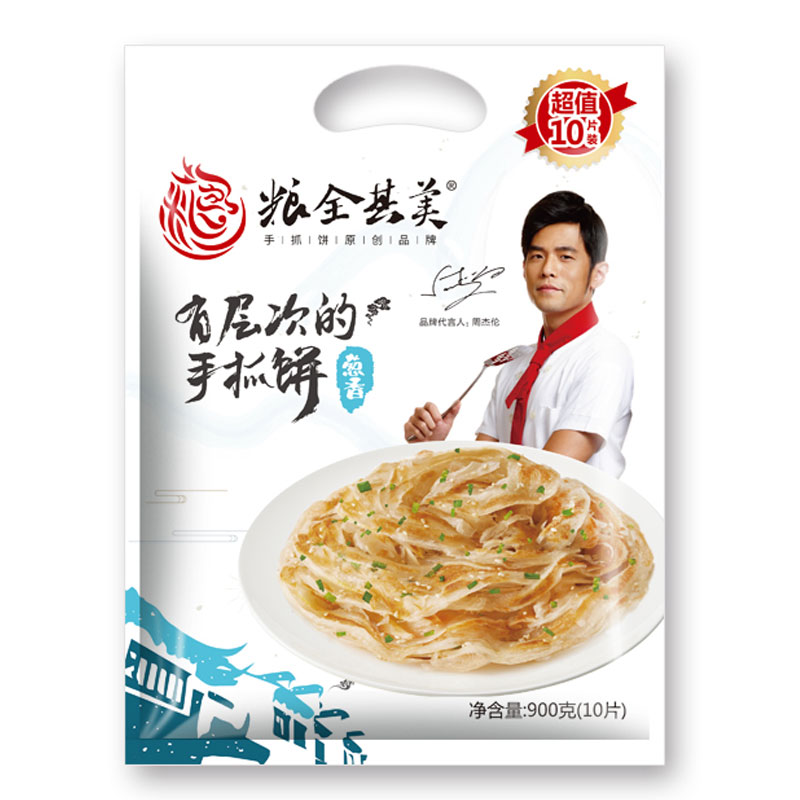 超值
10片装
粮全其美®
手抓饼原创品牌
品牌代言人：周杰伦
有层次的
手抓饼
葱香
净含量:900克(10片)